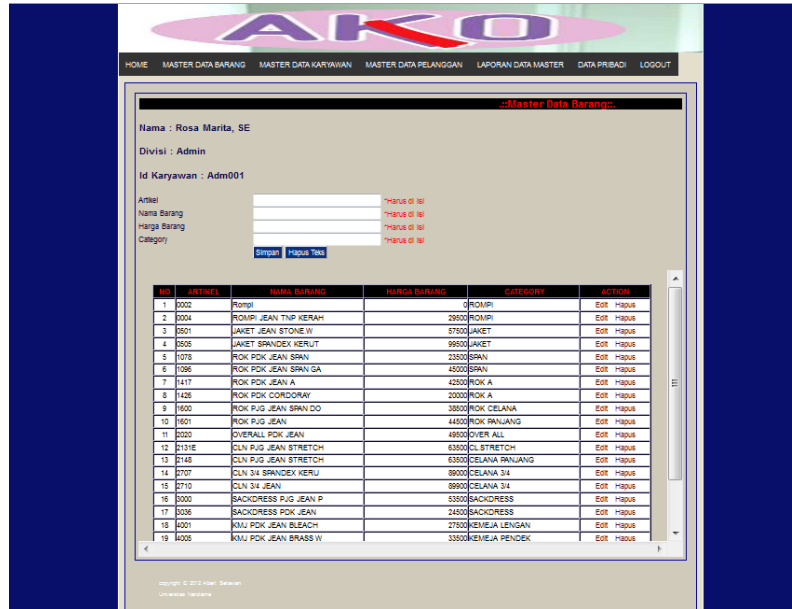 AKO
HOME MASTER DATA BARANG MASTER DATA KARYAWAN MASTER DATA PELANGGAN LAPORAN DATA MASTER DATA PRIBADI LOGOUT
.::Master Data Barang::.
Nama : Rosa Marita, SE
Divisi : Admin
Id Karyawan : Adm001
Artikel *Harus di Isi
Nama Barang *Harus di Isi
Harga Barang *Harus di Isi
Category *Harus di Isi
Simpan Hapus Teks
NO ARTIKEL NAMA BARANG HARGA BARANG CATEGORY ACTION
1 0002 Rompi 0 ROMPI Edit Hapus
2 0004 ROMPI JEAN TNP KERAH 29500 ROMPI Edit Hapus
3 0501 JAKET JEAN STONE.W 57500 JAKET Edit Hapus
4 0505 JAKET SPANDEX KERUT 99500 JAKET Edit Hapus
5 1078 ROK PDK JEAN SPAN 23500 SPAN Edit Hapus
6 1096 ROK PDK JEAN SPAN GA 45000 SPAN Edit Hapus
7 1417 ROK PDK JEAN A 42500 ROK A Edit Hapus
8 1426 ROK PDK CORDORAY 20000 ROK A Edit Hapus
9 1600 ROK PJG JEAN SPAN DO 38500 ROK CELANA Edit Hapus
10 1601 ROK PJG JEAN 44500 ROK PANJANG Edit Hapus
11 2020 OVERALL PDK JEAN 49500 OVER ALL Edit Hapus
12 2131E CLN PJG JEAN STRETCH 63500 CL STRETCH Edit Hapus
13 2148 CLN PJG JEAN STRETCH 63500 CELANA PANJANG Edit Hapus
14 2707 CLN 3/4 SPANDEX KERU 89000 CELANA 3/4 Edit Hapus
15 2710 CLN 3/4 JEAN 89900 CELANA 3/4 Edit Hapus
16 3000 SACKDRESS PJG JEAN P 53500 SACKDRESS Edit Hapus
17 3036 SACKDRESS PDK JEAN 24500 SACKDRESS Edit Hapus
18 4001 KMJ PDK JEAN BLEACH 27500 KEMEJA LENGAN Edit Hapus
19 4005 KMJ PDK JEAN BRASS W 33500 KEMEJA PENDEK Edit Hapus
copyright © 2012 Alben Setiawan
Universitas Narotama